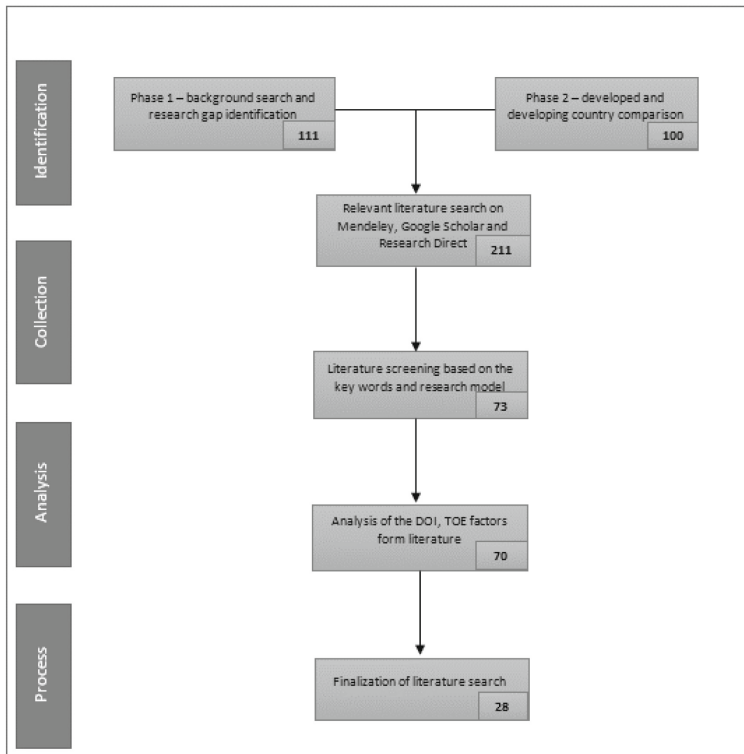 Identification
Phase 1 – background search and
research gap identification
111
Phase 2 – developed and
developing country comparison
100
Relevant literature search on
Mendeley, Google Scholar and
Research Direct
211
Collection
Literature screening based on the
key words and research model
73
Analysis
Analysis of the DOI, TOE factors
form literature
70
Process
Finalization of literature search
28